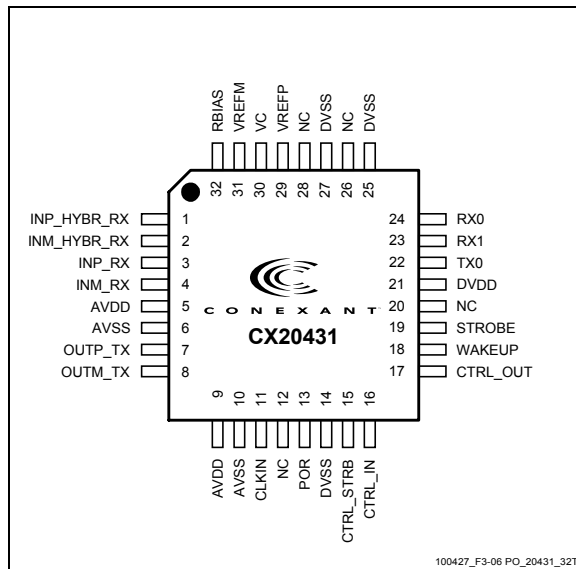 RBIAS
VREFM
VC
VREFP
NC
DVSS
NC
DVSS
32
31
30
29
28
27
26
25
INP_HYBR_RX 1
INM_HYBR_RX 2
INP_RX 3
INM_RX 4
AVDD 5
AVSS 6
OUTP_TX 7
OUTM_TX 8
24 RX0
23 RX1
22 TX0
21 DVDD
20 NC
19 STROBE
18 WAKEUP
17 CTRL_OUT
CONEXANT
CX20431
9
10
11
12
13
14
15
16
AVDD
AVSS
CLKIN
NC
POR
DVSS
CTRL_STRB
CTRL_IN
100427_F3-06 PO_20431_32T